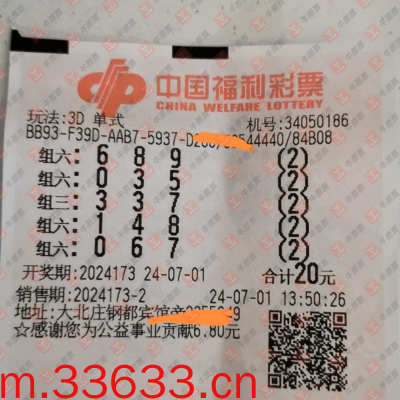 中国福利彩票
CHINA WELFARE LOTTERY
玩法:3D 单式 机号:34050186
BB93-F39D-AAB7-5937- 44440/84B08
组六: 6 8 9 (2)
组六: 0 3 5 (2)
组三: 3 3 7 (2)
组六: 1 4 8 (2)
组六: 0 6 7 (2)
开奖期:2024173 24-07-01 合计20元
销售期:2024173-2 24-07-01 13:50:26
地址:大北庄钢都宾馆
☆感谢您为公益事业贡献6.80元
m.33633.cn